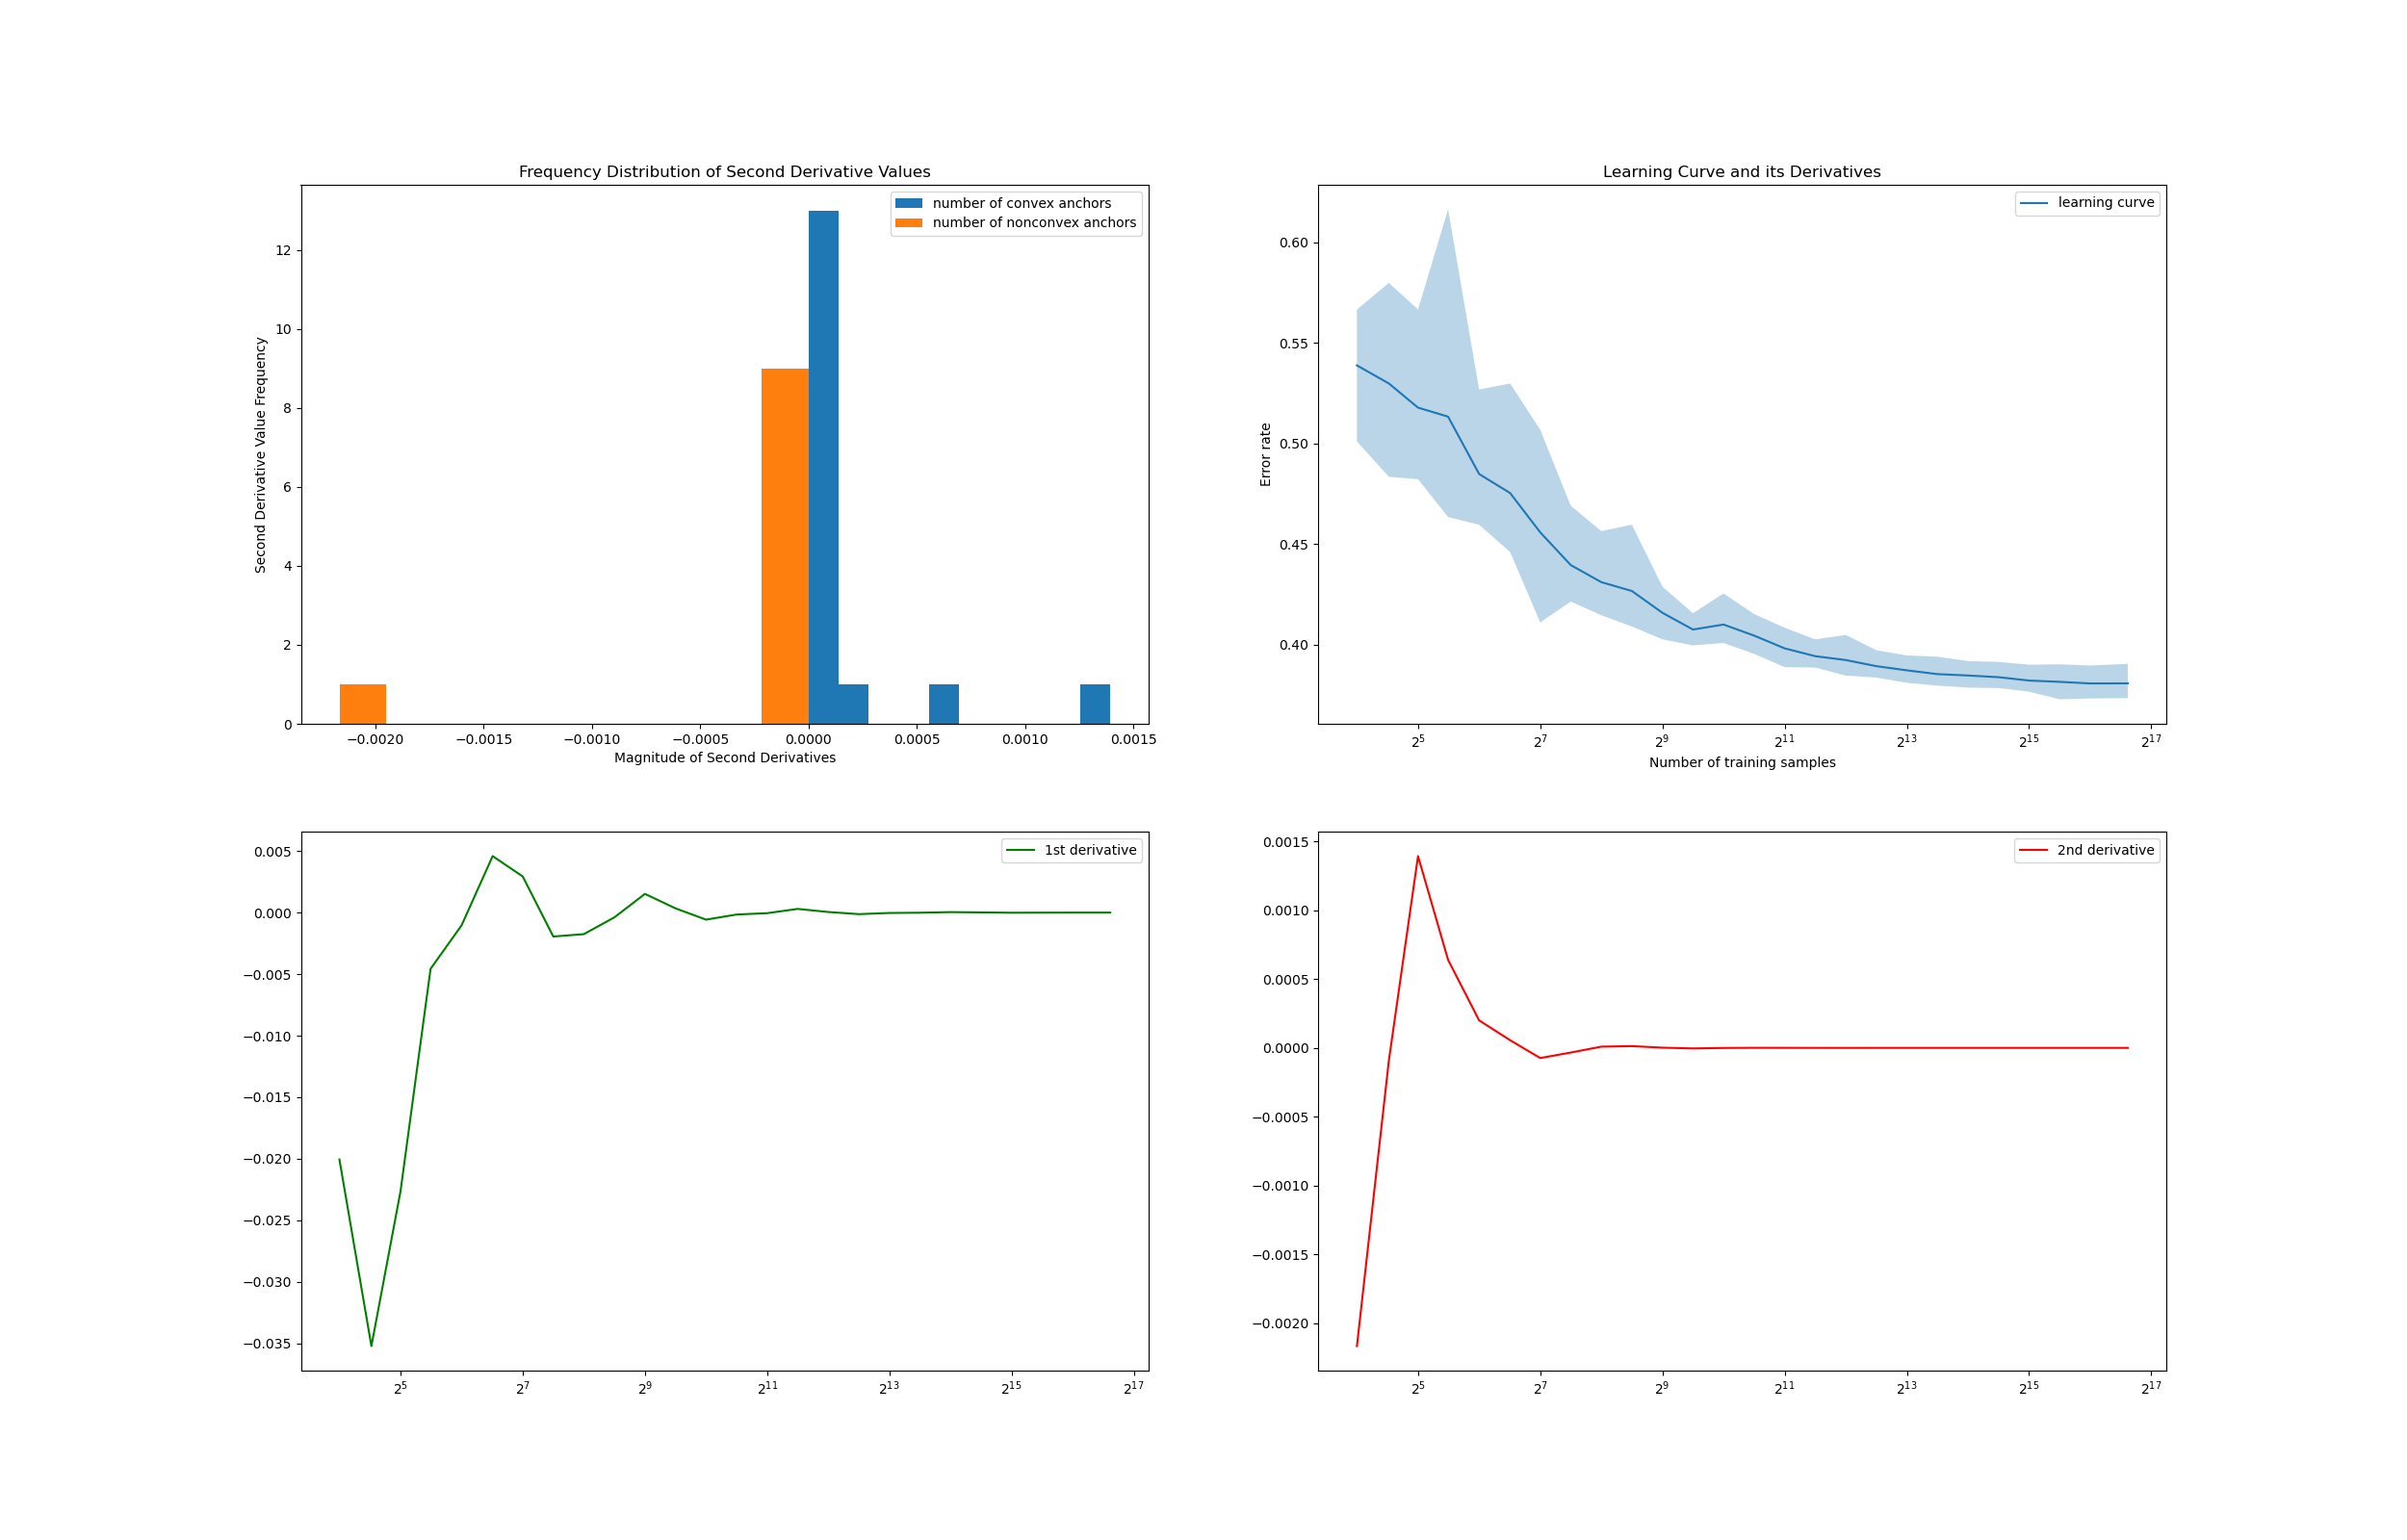 Frequency Distribution of Second Derivative Values
number of convex anchors
number of nonconvex anchors
12
10
8
6
4
2
0
Second Derivative Value Frequency
−0.0020 −0.0015 −0.0010 −0.0005 0.0000 0.0005 0.0010 0.0015
Magnitude of Second Derivatives
Learning Curve and its Derivatives
learning curve
0.60
0.55
0.50
0.45
0.40
Error rate
2^5 2^7 2^9 2^11 2^13 2^15 2^17
Number of training samples
1st derivative
0.005
0.000
−0.005
−0.010
−0.015
−0.020
−0.025
−0.030
−0.035
2^5 2^7 2^9 2^11 2^13 2^15 2^17
2nd derivative
0.0015
0.0010
0.0005
0.0000
−0.0005
−0.0010
−0.0015
−0.0020
2^5 2^7 2^9 2^11 2^13 2^15 2^17